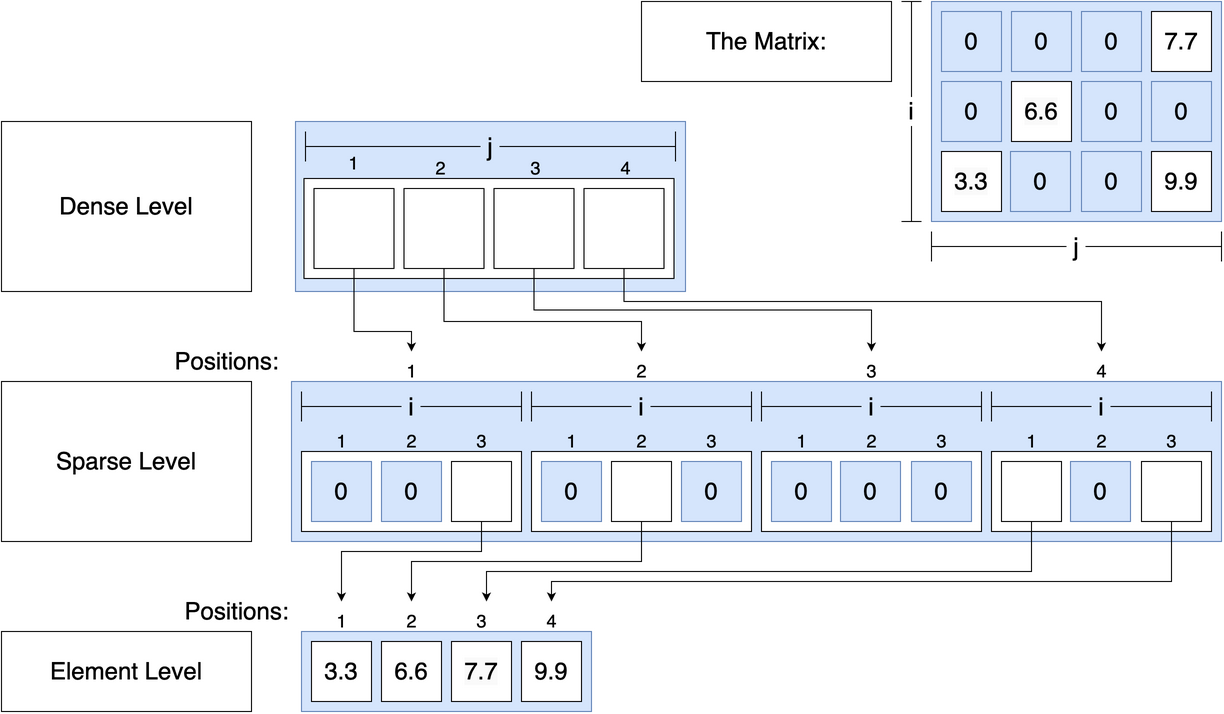 The Matrix:
0 0 0 7.7
i
0 6.6 0 0
3.3 0 0 9.9
j
Dense Level
j
1 2 3 4
Positions:
1 2 3 4
Sparse Level
i i i i
1 2 3 1 2 3 1 2 3 1 2 3
0 0 0 0 0 0 0 0
Positions:
1 2 3 4
Element Level
3.3 6.6 7.7 9.9